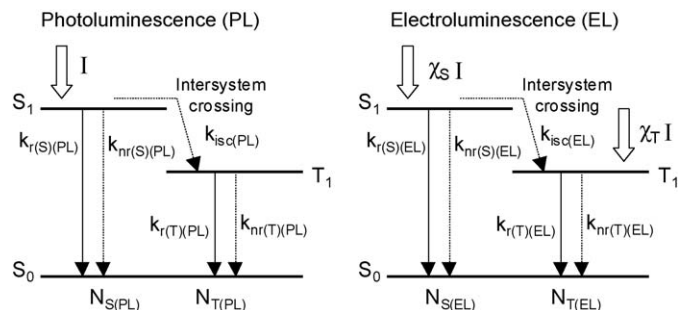 Photoluminescence (PL)
I
Intersystem
crossing
S1
kr(S)(PL)
knr(S)(PL)
kisc(PL)
T1
kr(T)(PL)
knr(T)(PL)
S0
NS(PL)
NT(PL)
Electroluminescence (EL)
χS I
Intersystem
crossing
S1
kr(S)(EL)
knr(S)(EL)
kisc(EL)
χT I
T1
kr(T)(EL)
knr(T)(EL)
S0
NS(EL)
NT(EL)